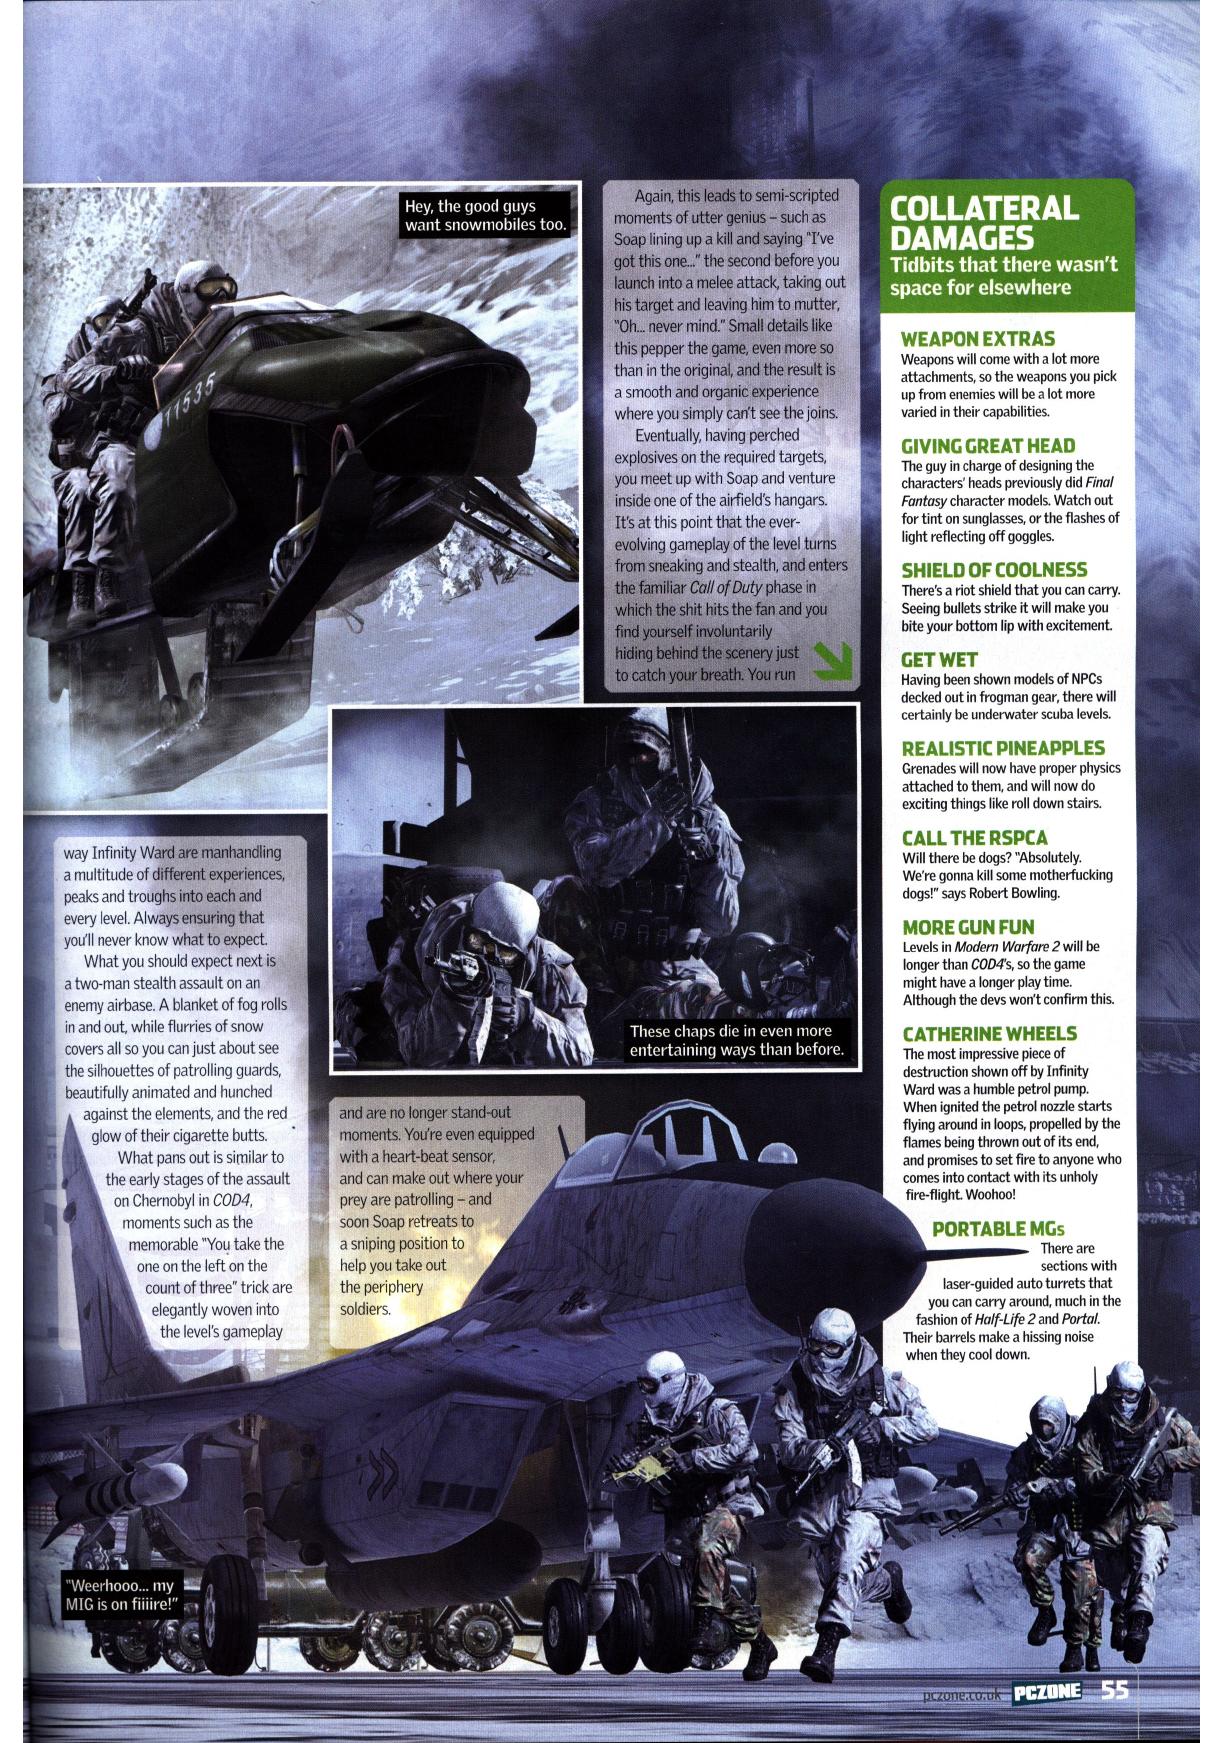 Hey, the good guys
want snowmobiles too.
11535
way Infinity Ward are manhandling
a multitude of different experiences,
peaks and troughs into each and
every level. Always ensuring that
you'll never know what to expect.
What you should expect next is
a two-man stealth assault on an
enemy airbase. A blanket of fog rolls
in and out, while flurries of snow
covers all so you can just about see
the silhouettes of patrolling guards,
beautifully animated and hunched
against the elements, and the red
glow of their cigarette butts.
What pans out is similar to
the early stages of the assault
on Chernobyl in COD4,
moments such as the
memorable "You take the
one on the left on the
count of three" trick are
elegantly woven into
the level's gameplay
and are no longer stand-out
moments. You're even equipped
with a heart-beat sensor,
and can make out where your
prey are patrolling – and
soon Soap retreats to
a sniping position to
help you take out
the periphery
soldiers.
Again, this leads to semi-scripted
moments of utter genius – such as
Soap lining up a kill and saying "I've
got this one..." the second before you
launch into a melee attack, taking out
his target and leaving him to mutter,
"Oh... never mind." Small details like
this pepper the game, even more so
than in the original, and the result is
a smooth and organic experience
where you simply can't see the joins.
Eventually, having perched
explosives on the required targets,
you meet up with Soap and venture
inside one of the airfield's hangars.
It's at this point that the ever-
evolving gameplay of the level turns
from sneaking and stealth, and enters
the familiar Call of Duty phase in
which the shit hits the fan and you
find yourself involuntarily
hiding behind the scenery just
to catch your breath. You run
These chaps die in even more
entertaining ways than before.
"Weerhooo... my
MIG is on fiiiire!"
COLLATERAL
DAMAGES
Tidbits that there wasn't
space for elsewhere
WEAPON EXTRAS
Weapons will come with a lot more
attachments, so the weapons you pick
up from enemies will be a lot more
varied in their capabilities.
GIVING GREAT HEAD
The guy in charge of designing the
characters' heads previously did Final
Fantasy character models. Watch out
for tint on sunglasses, or the flashes of
light reflecting off goggles.
SHIELD OF COOLNESS
There's a riot shield that you can carry.
Seeing bullets strike it will make you
bite your bottom lip with excitement.
GET WET
Having been shown models of NPCs
decked out in frogman gear, there will
certainly be underwater scuba levels.
REALISTIC PINEAPPLES
Grenades will now have proper physics
attached to them, and will now do
exciting things like roll down stairs.
CALL THE RSPCA
Will there be dogs? "Absolutely.
We're gonna kill some motherfucking
dogs!" says Robert Bowling.
MORE GUN FUN
Levels in Modern Warfare 2 will be
longer than COD4's, so the game
might have a longer play time.
Although the devs won't confirm this.
CATHERINE WHEELS
The most impressive piece of
destruction shown off by Infinity
Ward was a humble petrol pump.
When ignited the petrol nozzle starts
flying around in loops, propelled by the
flames being thrown out of its end,
and promises to set fire to anyone who
comes into contact with its unholy
fire-flight. Woohoo!
PORTABLE MGs
There are
sections with
laser-guided auto turrets that
you can carry around, much in the
fashion of Half-Life 2 and Portal.
Their barrels make a hissing noise
when they cool down.
pczone.co.uk PCZONE 55